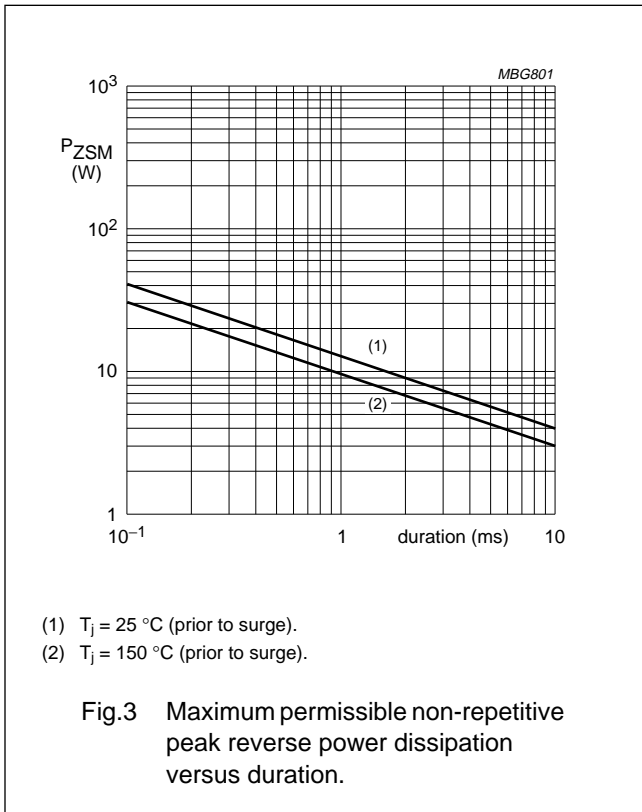 MBG801
10³
P_ZSM
(W)
10²
(1)
10
(2)
1
10⁻¹
1
duration (ms)
10
(1) T_j = 25 °C (prior to surge).
(2) T_j = 150 °C (prior to surge).
Fig.3 Maximum permissible non-repetitive
peak reverse power dissipation
versus duration.